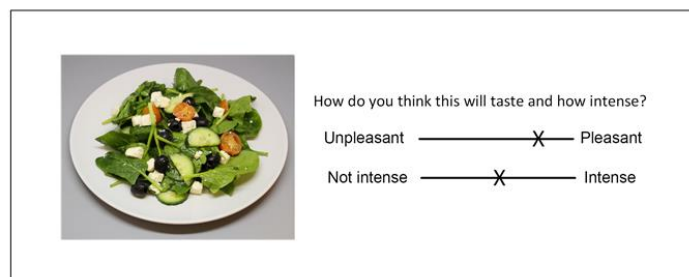 How do you think this will taste and how intense?
Unpleasant X Pleasant
Not intense X Intense